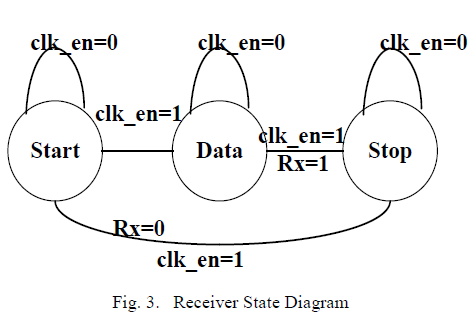 clk_en=0
clk_en=0
clk_en=0
clk_en=1
clk_en=1
Rx=1
Start
Data
Stop
Rx=0
clk_en=1
Fig. 3. Receiver State Diagram